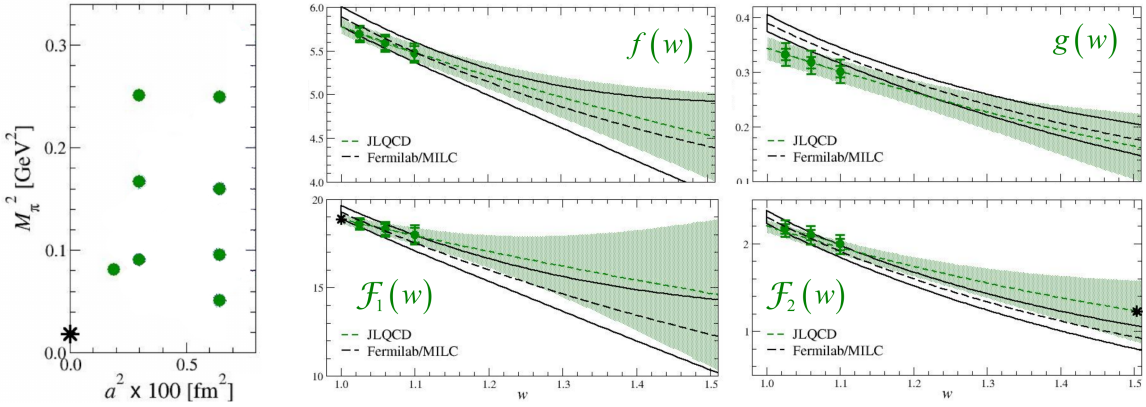 M_π^2 [GeV^2]
0.3
0.2
0.1
0.0
0.0
0.5
a^2 x 100 [fm^2]
6.0
5.5
5.0
4.5
4.0
f(w)
JLQCD
Fermilab/MILC
0.4
0.3
0.2
0.1
g(w)
JLQCD
Fermilab/MILC
20
15
10
ℱ_1(w)
JLQCD
Fermilab/MILC
1.0
1.1
1.2
1.3
1.4
1.5
w
2
1
ℱ_2(w)
JLQCD
Fermilab/MILC
1.0
1.1
1.2
1.3
1.4
1.5
w